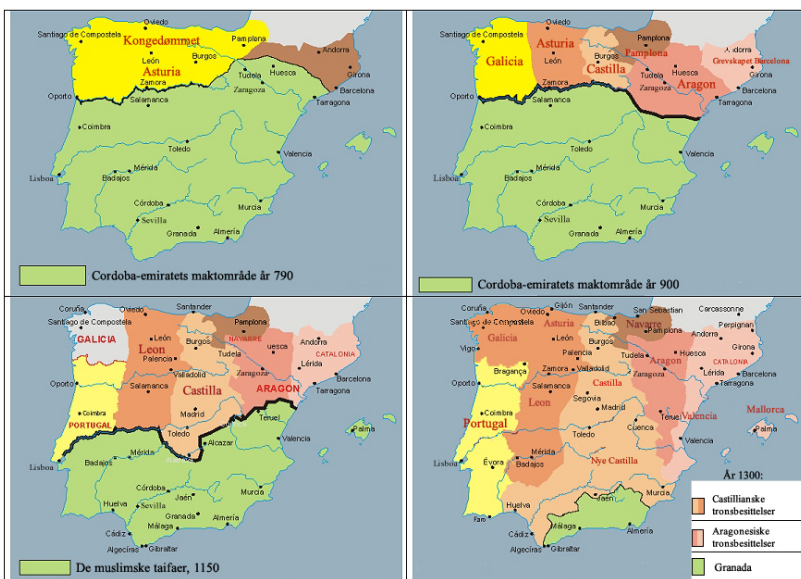 Oviedo
Santiago de Compostela
Kongedømmet
Pamplona
Andorra
León
Burgos
Asturia
Huesca
Girona
Tudela
Zamora
Zaragoza
Barcelona
Oporto
Salamanca
Tarragona
Coimbra
Toledo
Valencia
Mérida
Lisboa
Badajos
Córdoba
Murcia
Sevilla
Granada
Almería
Cordoba-emiratets maktområde år 790
Oviedo
Santiago de Compostela
Pamplona
Asturia
Andorra
Burgos
Pamplona
Galicia
León
Grevskapet Barcelona
Castilla
Huesca
Girona
Tudela
Aragon
Zamora
Zaragoza
Barcelona
Oporto
Salamanca
Tarragona
Coimbra
Toledo
Valencia
Mérida
Lisboa
Badajos
Córdoba
Murcia
Sevilla
Granada
Almería
Cordoba-emiratets maktområde år 900
Coruña
Oviedo
Santander
Santiago de Compostela
Pamplona
GALICIA
León
NAVARRE
Andorra
Leon
Burgos
Palencia
Tudela
uesca
CATALONIA
Valladolid
Lérida
Zaragoza
Barcelona
Oporto
Salamanca
Castilla
ARAGON
Tarragona
Coimbra
Madrid
Teruel
PORTUGAL
Toledo
Palma
Alcazar
Valencia
Lisboa
Mérida
Badajos
Córdoba
Jaén
Murcia
Huelva
Sevilla
Granada
Málaga
Almería
Cádiz
Algeciras
Gibraltar
De muslimske taifaer, 1150
Coruña
Gijón
Oviedo
San Sebastian
Carcassonne
Bilbao
Santiago de Compostela
Asturia
Navarre
Perpignan
Galicia
Pamplona
Andorra
León
Vigo
Burgos
Girona
Palencia
Aragon
Huesca
Bragança
Tudela
CATALONIA
Valladolid
Lérida
Oporto
Zamora
Zaragoza
Barcelona
Castilla
Tarragona
Salamanca
Segovia
Leon
Coimbra
Madrid
Mallorca
Portugal
Teruel
Valencia
Cuenca
Palma
Toledo
Valencia
Lisboa
Mérida
Évora
Badajos
Nye Castilla
År 1300:
Córdoba
Jaén
Murcia
Huelva
Sevilla
Faro
Málaga
Almería
Cádiz
Algeciras
Gibraltar
Castillianske
tronsbesittelser
Aragonesiske
tronsbesittelser
Granada